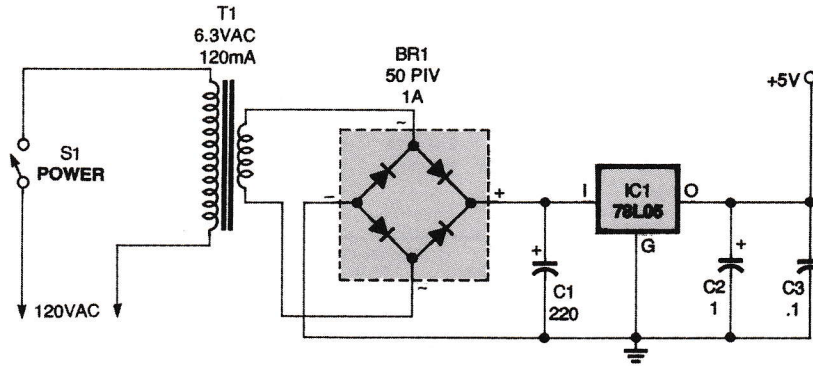 T1
6.3VAC
120mA
BR1
50 PIV
1A
+5V
~
S1
POWER
–
+
I
IC1
78L05
O
G
+
C1
220
+
C2
1
C3
.1
~
120VAC